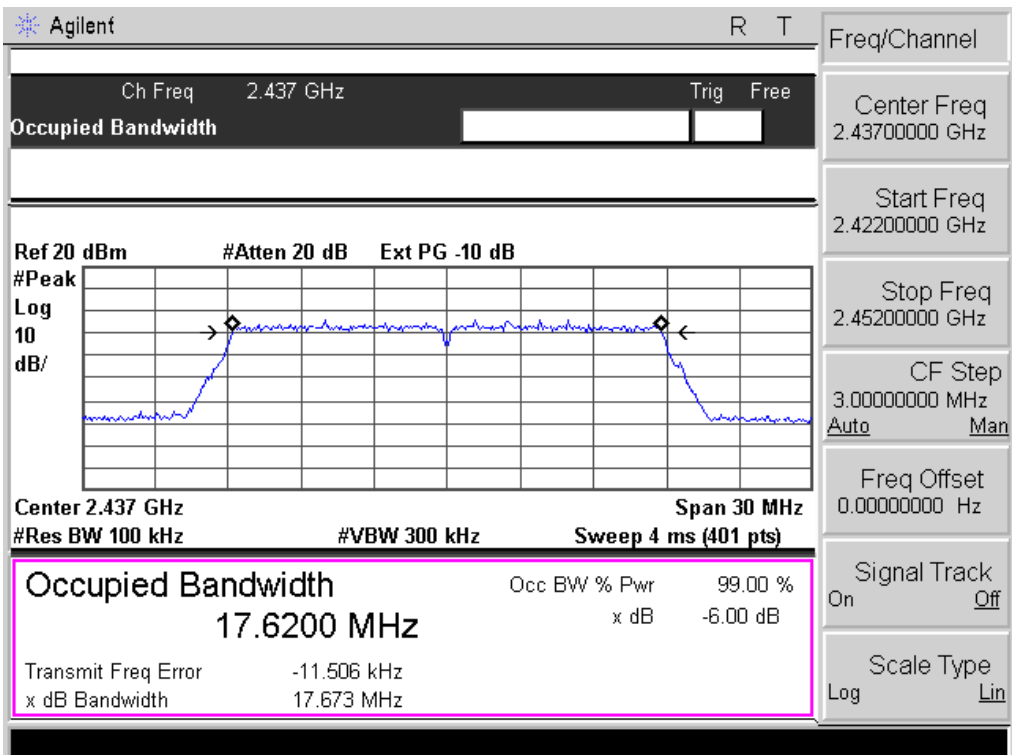 Agilent R T
Ch Freq 2.437 GHz Trig Free
Occupied Bandwidth
Ref 20 dBm #Atten 20 dB Ext PG -10 dB
#Peak
Log
10
dB/
Center 2.437 GHz Span 30 MHz
#Res BW 100 kHz #VBW 300 kHz Sweep 4 ms (401 pts)
Occupied Bandwidth
17.6200 MHz
Occ BW % Pwr 99.00 %
x dB -6.00 dB
Transmit Freq Error -11.506 kHz
x dB Bandwidth 17.673 MHz
Freq/Channel
Center Freq
2.43700000 GHz
Start Freq
2.42200000 GHz
Stop Freq
2.45200000 GHz
CF Step
3.00000000 MHz
Auto Man
Freq Offset
0.00000000 Hz
Signal Track
On Off
Scale Type
Log Lin